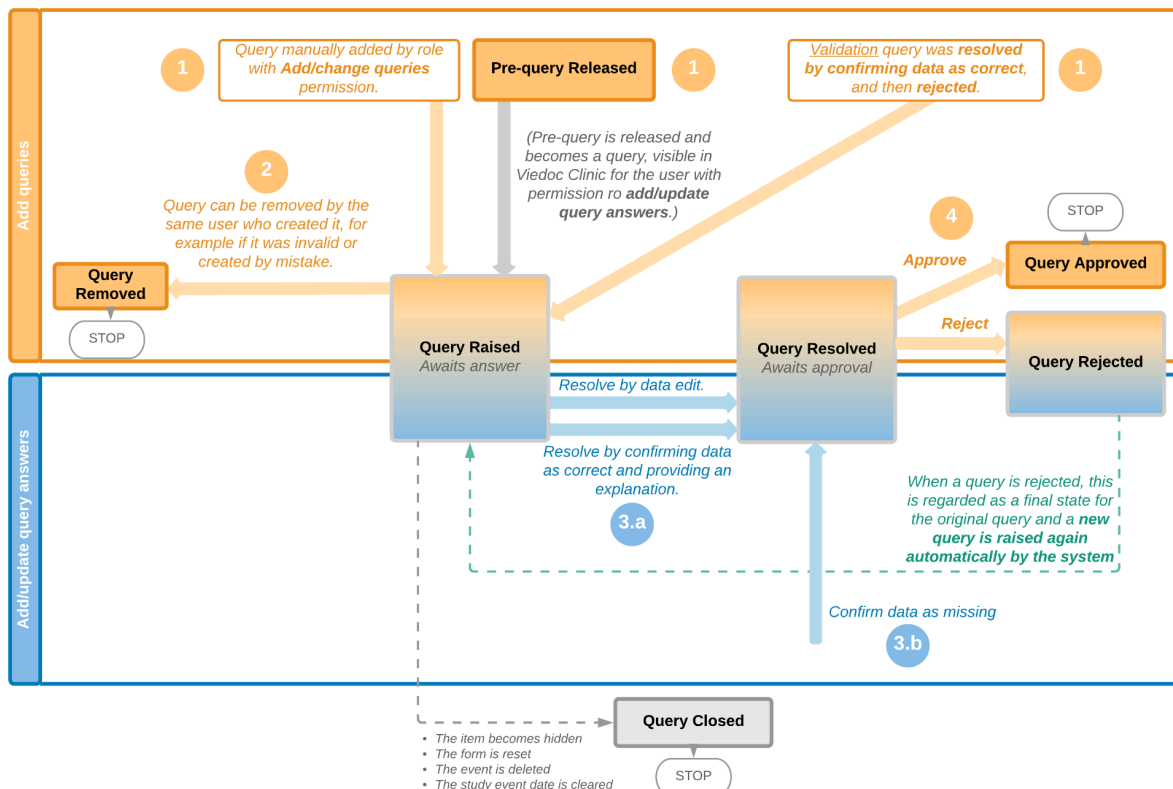 Add queries
1
Query manually added by role
with Add/change queries
permission.
Pre-query Released
1
Validation query was resolved
by confirming data as correct,
and then rejected.
1
(Pre-query is released and
becomes a query, visible in
Viedoc Clinic for the user with
permission ro add/update
query answers.)
2
Query can be removed by the
same user who created it, for
example if it was invalid or
created by mistake.
Query
Removed
STOP
4
Approve
STOP
Query Approved
Reject
Query Raised
Awaits answer
Query Resolved
Awaits approval
Query Rejected
Add/update query answers
Resolve by data edit.
Resolve by confirming data
as correct and providing an
explanation.
3.a
When a query is rejected, this
is regarded as a final state for
the original query and a new
query is raised again
automatically by the system
Confirm data as missing
3.b
Query Closed
STOP
• The item becomes hidden
• The form is reset
• The event is deleted
• The study event date is cleared